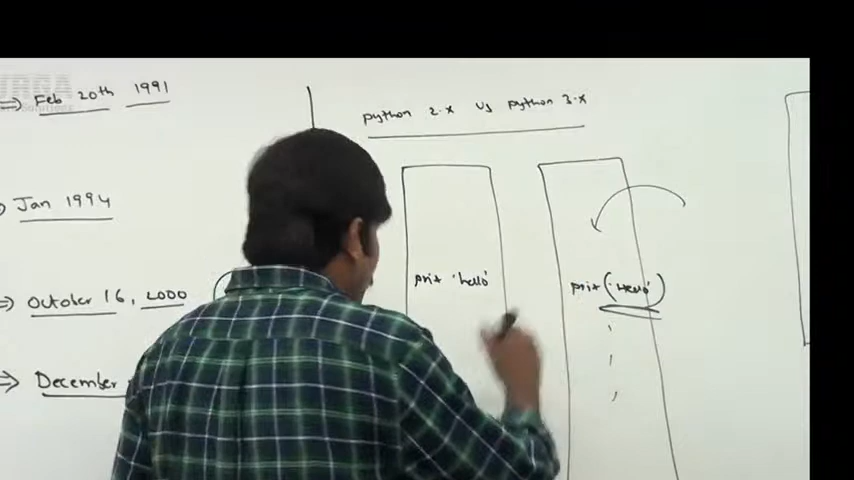 ⇒ Feb 20th 1991
Jan 1994
⇒ October 16, 2000
⇒ December
python 2.x vs python 3.x
print 'hello'
print('Hello')